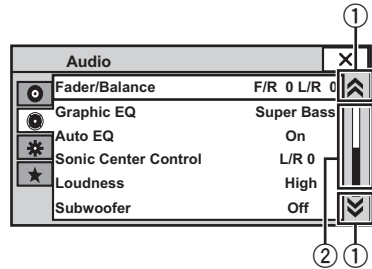 ①
Audio
Fader/Balance F/R 0 L/R 0
Graphic EQ Super Bass
Auto EQ On
Sonic Center Control L/R 0
Loudness High
Subwoofer Off
② ①